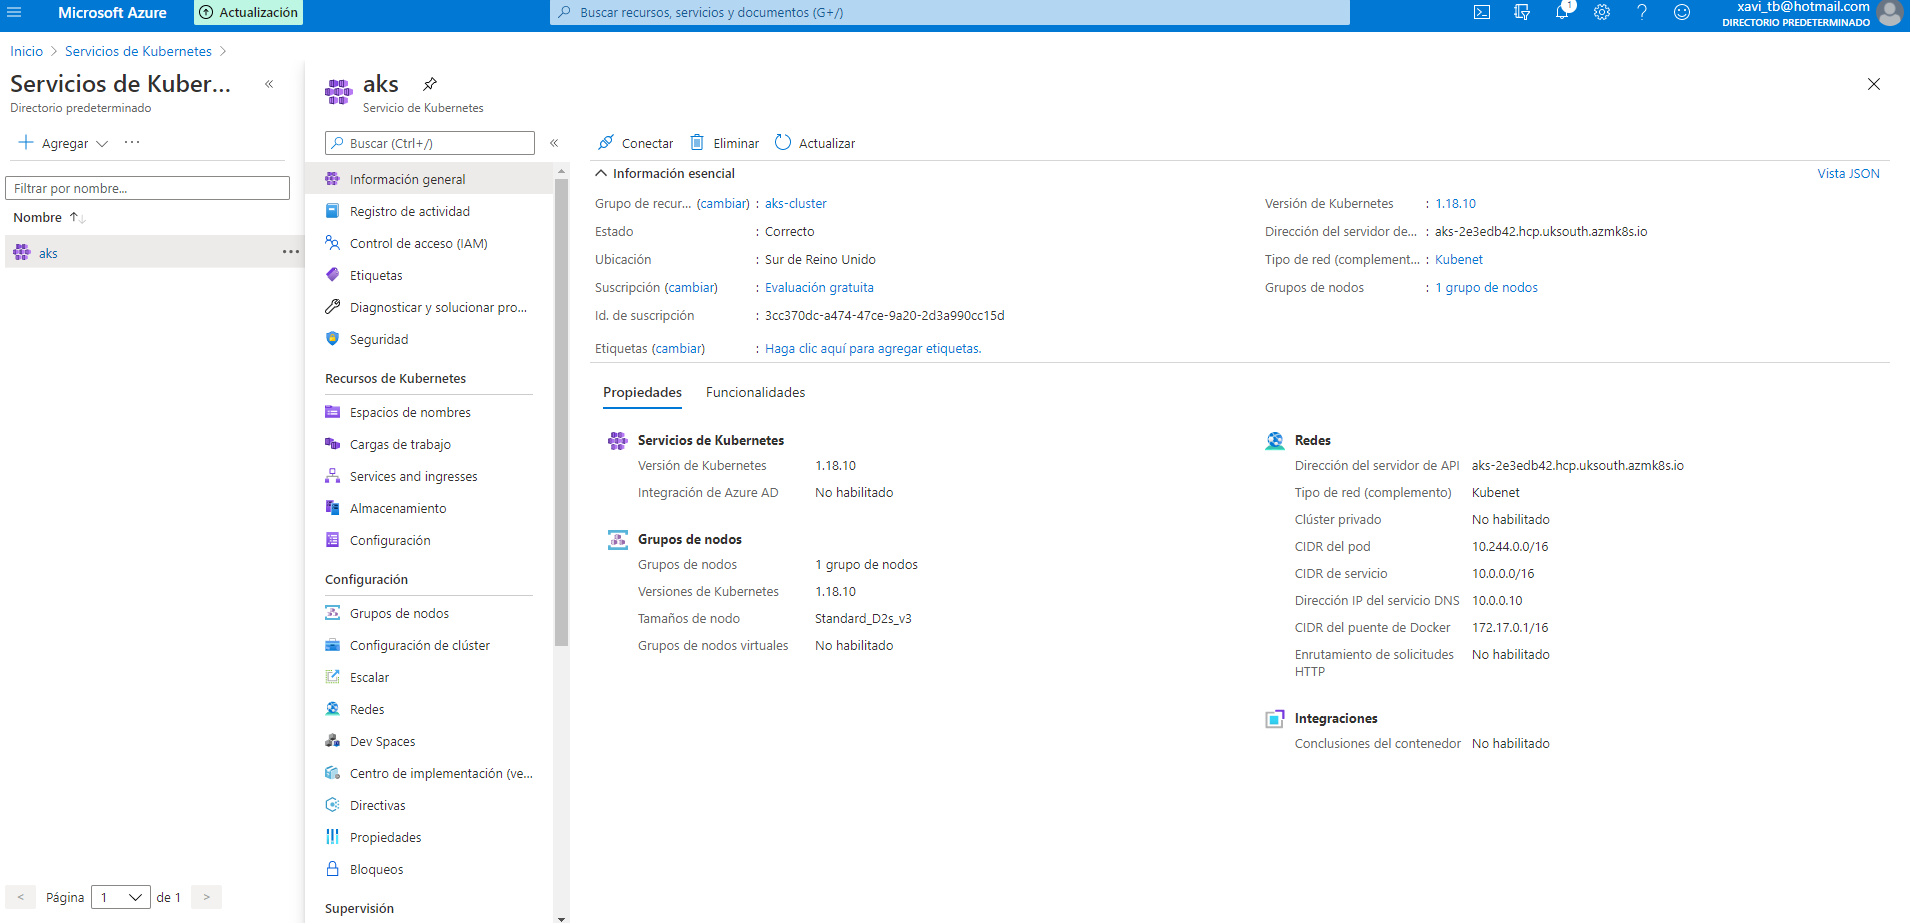 Microsoft Azure
Actualización
Buscar recursos, servicios y documentos (G+/)
1
xavi_tb@hotmail.com
DIRECTORIO PREDETERMINADO
Inicio > Servicios de Kubernetes >
Servicios de Kuber... «
Directorio predeterminado
+ Agregar ...
Filtrar por nombre...
Nombre ↑↓
aks ...
< Página 1 de 1 >
aks
Servicio de Kubernetes
Buscar (Ctrl+/) «
Información general
Registro de actividad
Control de acceso (IAM)
Etiquetas
Diagnosticar y solucionar pro...
Seguridad
Recursos de Kubernetes
Espacios de nombres
Cargas de trabajo
Services and ingresses
Almacenamiento
Configuración
Configuración
Grupos de nodos
Configuración de clúster
Escalar
Redes
Dev Spaces
Centro de implementación (ve...
Directivas
Propiedades
Bloqueos
Supervisión
Conectar Eliminar Actualizar
Información esencial Vista JSON
Grupo de recur... (cambiar) : aks-cluster
Estado : Correcto
Ubicación : Sur de Reino Unido
Suscripción (cambiar) : Evaluación gratuita
Id. de suscripción : 3cc370dc-a474-47ce-9a20-2d3a990cc15d
Etiquetas (cambiar) : Haga clic aquí para agregar etiquetas.
Versión de Kubernetes : 1.18.10
Dirección del servidor de... : aks-2e3edb42.hcp.uksouth.azmk8s.io
Tipo de red (complement... : Kubenet
Grupos de nodos : 1 grupo de nodos
Propiedades Funcionalidades
Servicios de Kubernetes
Versión de Kubernetes 1.18.10
Integración de Azure AD No habilitado
Grupos de nodos
Grupos de nodos 1 grupo de nodos
Versiones de Kubernetes 1.18.10
Tamaños de nodo Standard_D2s_v3
Grupos de nodos virtuales No habilitado
Redes
Dirección del servidor de API aks-2e3edb42.hcp.uksouth.azmk8s.io
Tipo de red (complemento) Kubenet
Clúster privado No habilitado
CIDR del pod 10.244.0.0/16
CIDR de servicio 10.0.0.0/16
Dirección IP del servicio DNS 10.0.0.10
CIDR del puente de Docker 172.17.0.1/16
Enrutamiento de solicitudes No habilitado
HTTP
Integraciones
Conclusiones del contenedor No habilitado